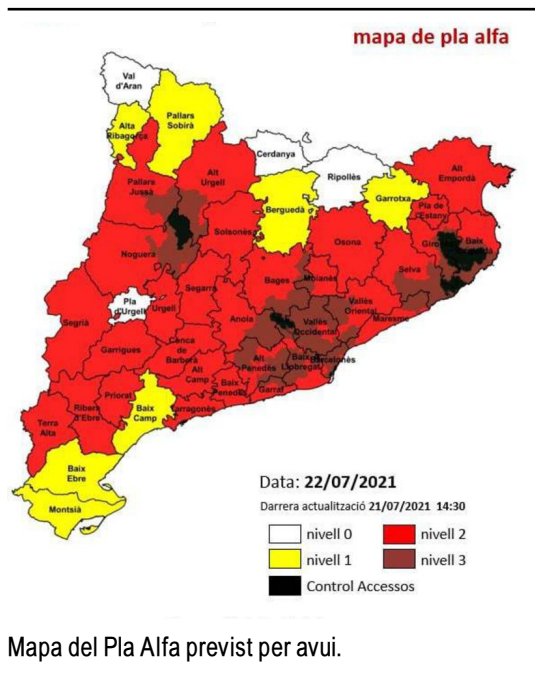 mapa de pla alfa
Val
d'Aran
Alta
Ribagorça
Pallars
Sobirà
Cerdanya
Ripollès
Alt
Empordà
Pallars
Jussà
Alt
Urgell
Berguedà
Garrotxa
Pla de
l'Estany
Solsonès
Osona
Noguera
Bages
Moianès
Selva
Baix
Segarra
Pla
d'Urgell
Urgell
Anoia
Vallès
Oriental
Maresme
Vallès
Occidental
Segrià
Garrigues
Conca
de
Barberà
Alt
Camp
Alt
Penedès
Baix
Llobregat
Barcelonès
Baix
Penedès
Garraf
Priorat
Ribera
d'Ebre
Baix
Camp
Tarragonès
Terra
Alta
Baix
Ebre
Montsià
Data: 22/07/2021
Darrera actualització 21/07/2021 14:30
nivell 0
nivell 2
nivell 1
nivell 3
Control Accessos
Mapa del Pla Alfa previst per avui.